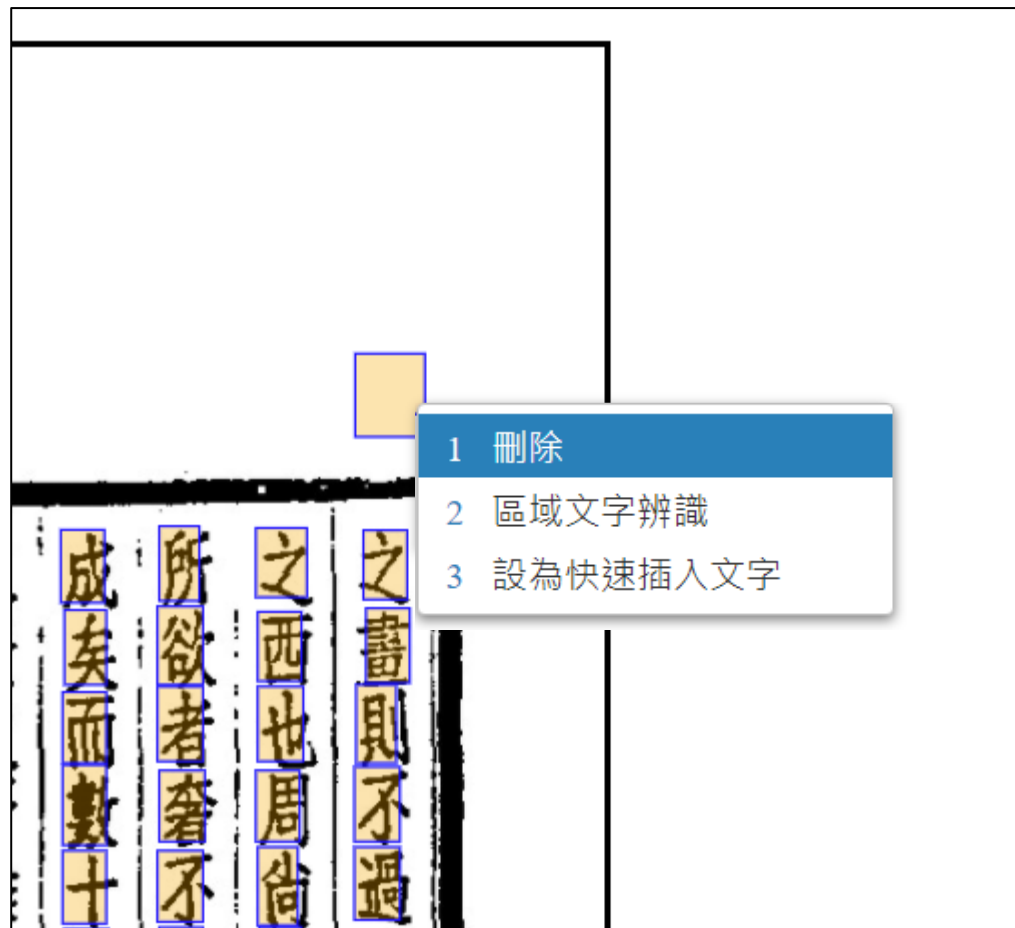 之畫則不過
之西也周尚
所欲者奢不
成矣而數十
1 刪除
2 區域文字辨識
3 設為快速插入文字